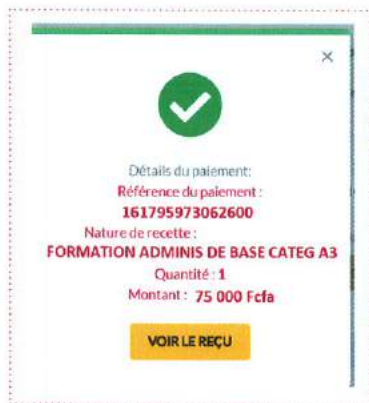 ×
Détails du paiement:
Référence du paiement :
161795973062600
Nature de recette :
FORMATION ADMINIS DE BASE CATEG A3
Quantité : 1
Montant : 75 000 Fcfa
VOIR LE REÇU